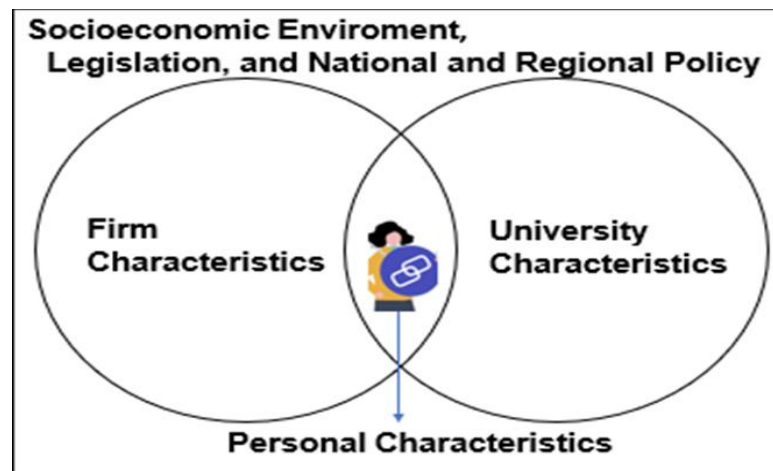 Socioeconomic Enviroment,
Legislation, and National and Regional Policy
Firm
Characteristics
University
Characteristics
Personal Characteristics